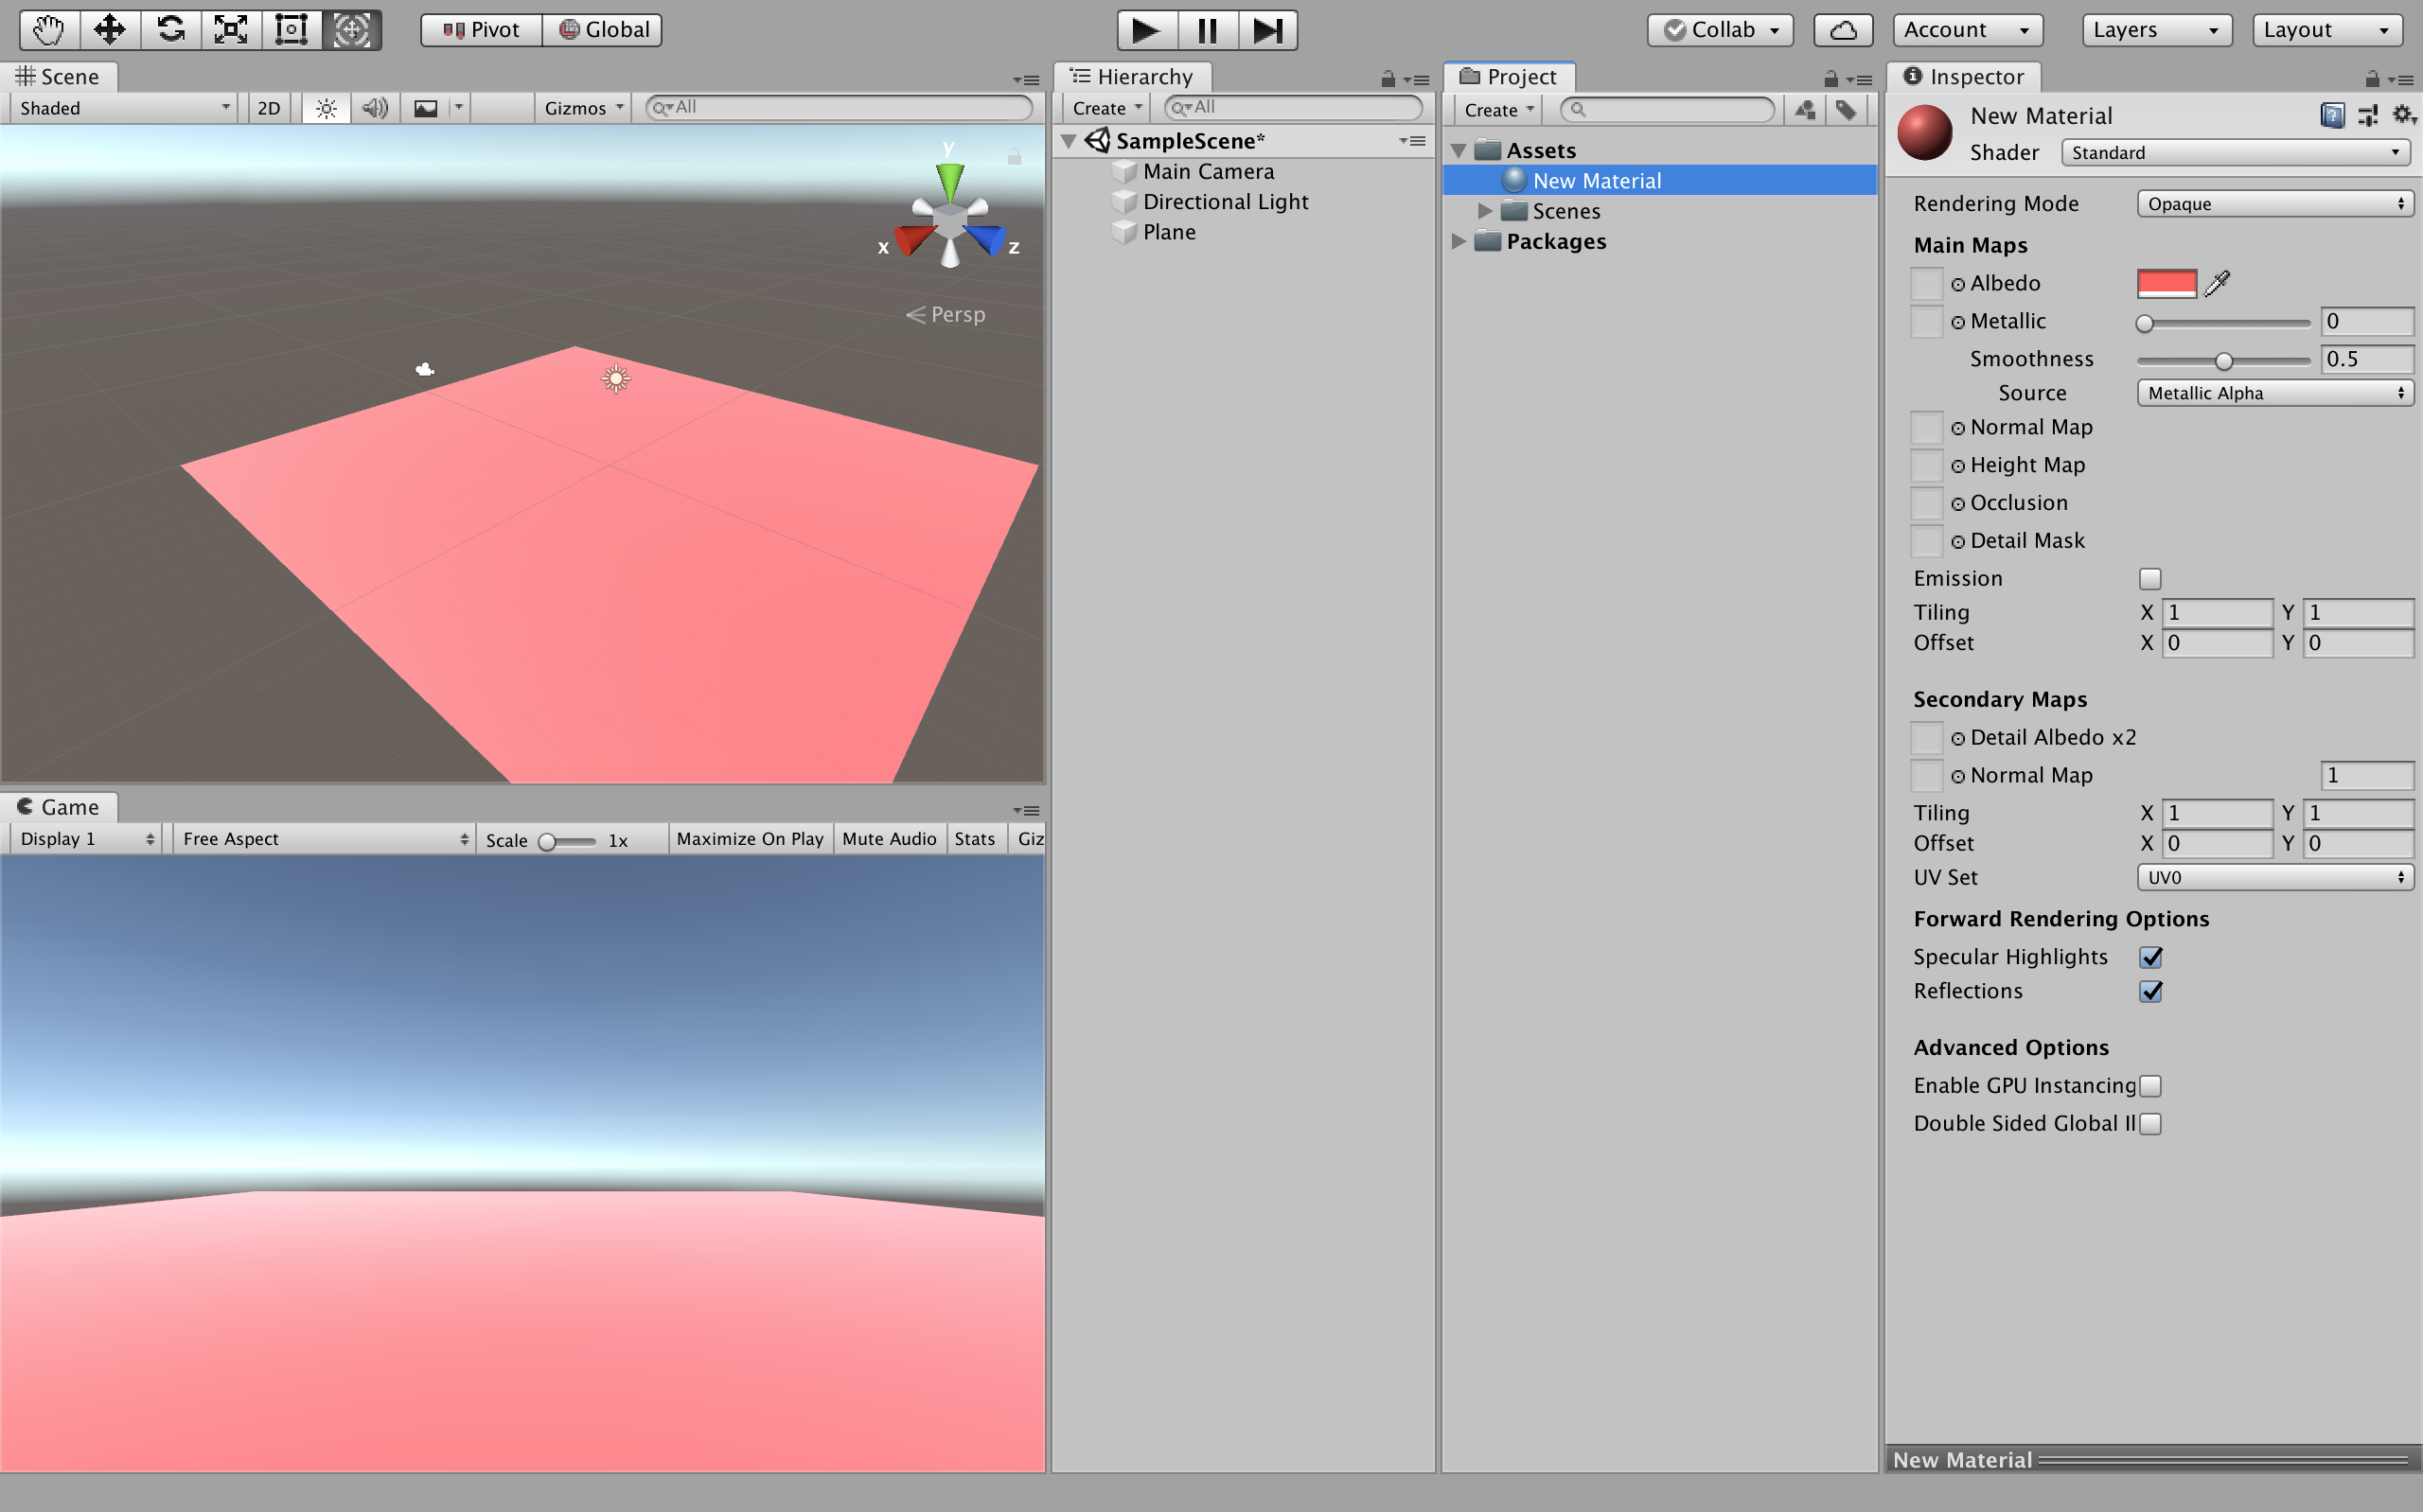 Pivot Global Collab Account Layers Layout
Scene
Shaded 2D Gizmos All
y
x z
Persp
Game
Display 1 Free Aspect Scale 1x Maximize On Play Mute Audio Stats Giz
Hierarchy
Create All
SampleScene*
Main Camera
Directional Light
Plane
Project
Create
Assets
New Material
Scenes
Packages
Inspector
New Material
Shader Standard
Rendering Mode Opaque
Main Maps
Albedo
Metallic 0
Smoothness 0.5
Source Metallic Alpha
Normal Map
Height Map
Occlusion
Detail Mask
Emission
Tiling X 1 Y 1
Offset X 0 Y 0
Secondary Maps
Detail Albedo x2
Normal Map 1
Tiling X 1 Y 1
Offset X 0 Y 0
UV Set UV0
Forward Rendering Options
Specular Highlights
Reflections
Advanced Options
Enable GPU Instancing
Double Sided Global Il
New Material